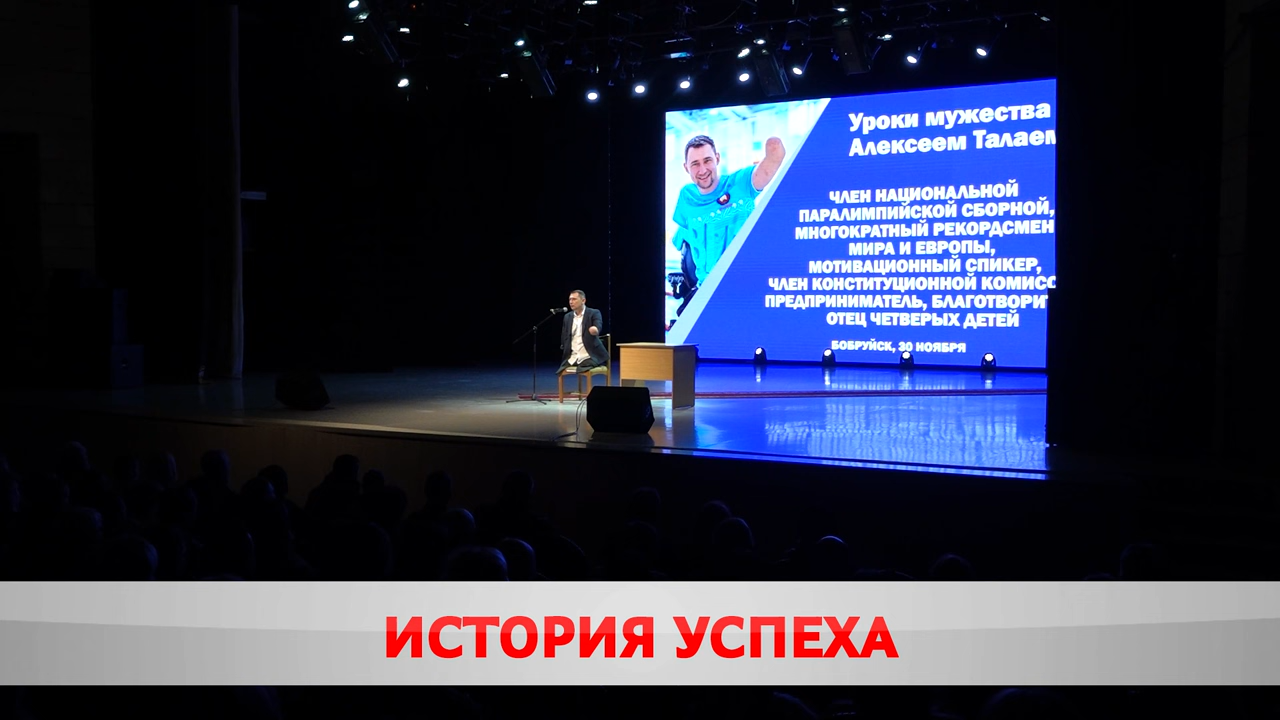 Уроки мужества
Алексеем Талаем
ЧЛЕН НАЦИОНАЛЬНОЙ
ПАРАЛИМПИЙСКОЙ СБОРНОЙ,
МНОГОКРАТНЫЙ РЕКОРДСМЕН
МИРА И ЕВРОПЫ,
МОТИВАЦИОННЫЙ СПИКЕР,
ЧЛЕН КОНСТИТУЦИОННОЙ
ПРЕДПРИНИМАТЕЛЬ,
ОТЕЦ ЧЕТВЕРЫХ ДЕТЕЙ
БОБРУЙСК, 30 НОЯБРЯ
ИСТОРИЯ УСПЕХА